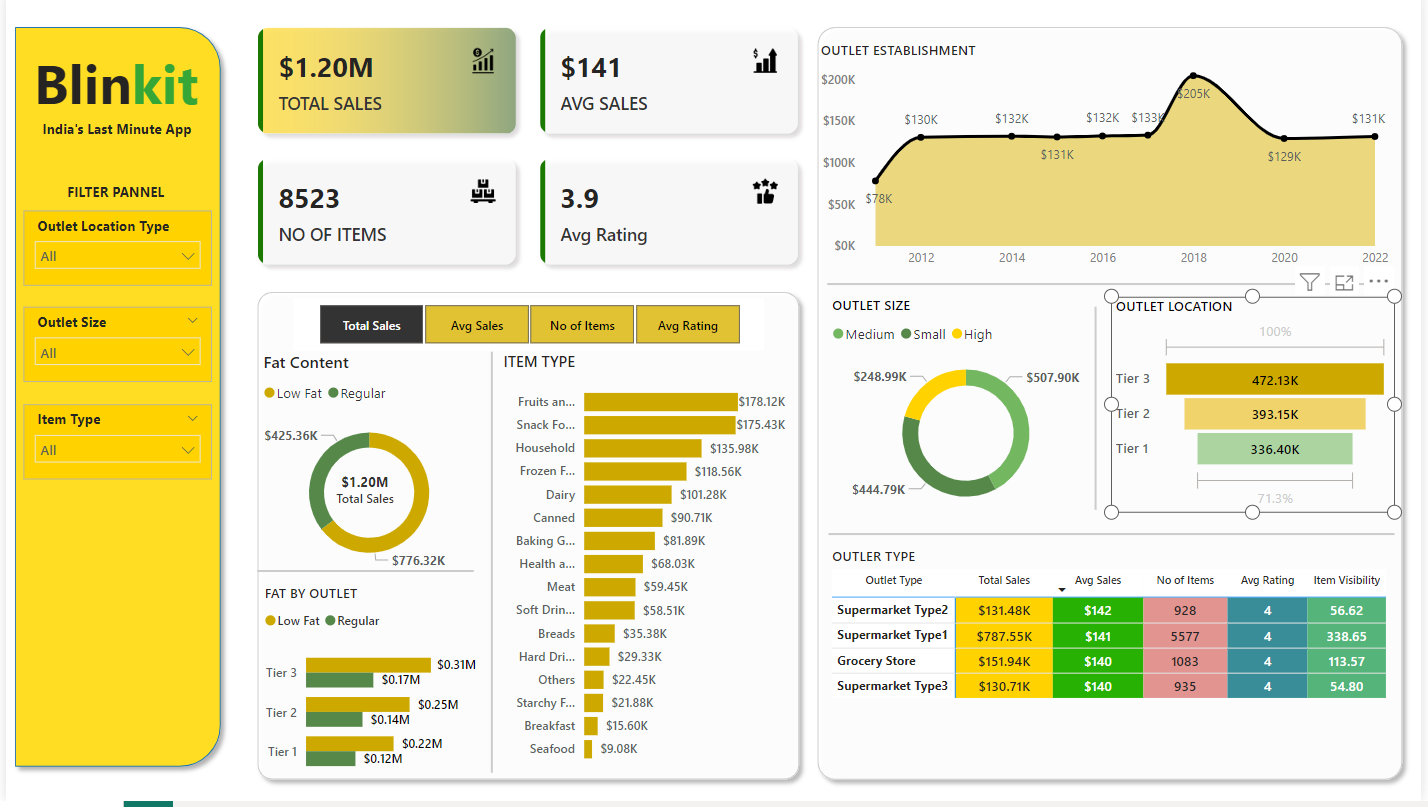 Blinkit
India's Last Minute App
FILTER PANNEL
Outlet Location Type
All
Outlet Size
All
Item Type
All
$1.20M
TOTAL SALES
$141
AVG SALES
8523
NO OF ITEMS
3.9
Avg Rating
Total Sales Avg Sales No of Items Avg Rating
Fat Content
Low Fat Regular
$425.36K
$1.20M
Total Sales
$776.32K
FAT BY OUTLET
Low Fat Regular
Tier 3 $0.31M
$0.17M
Tier 2 $0.25M
$0.14M
Tier 1 $0.22M
$0.12M
ITEM TYPE
Fruits an... $178.12K
Snack Fo... $175.43K
Household $135.98K
Frozen F... $118.56K
Dairy $101.28K
Canned $90.71K
Baking G... $81.89K
Health a... $68.03K
Meat $59.45K
Soft Drin... $58.51K
Breads $35.38K
Hard Dri... $29.33K
Others $22.45K
Starchy F... $21.88K
Breakfast $15.60K
Seafood $9.08K
OUTLET ESTABLISHMENT
$200K
$150K
$100K
$50K
$0K
$78K
$130K
$132K
$131K
$132K
$133K
$205K
$129K
$131K
2012 2014 2016 2018 2020 2022
OUTLET SIZE
Medium Small High
$248.99K
$507.90K
$444.79K
OUTLET LOCATION
100%
Tier 3 472.13K
Tier 2 393.15K
Tier 1 336.40K
71.3%
OUTLER TYPE
Outlet Type Total Sales Avg Sales No of Items Avg Rating Item Visibility
Supermarket Type2 $131.48K $142 928 4 56.62
Supermarket Type1 $787.55K $141 5577 4 338.65
Grocery Store $151.94K $140 1083 4 113.57
Supermarket Type3 $130.71K $140 935 4 54.80